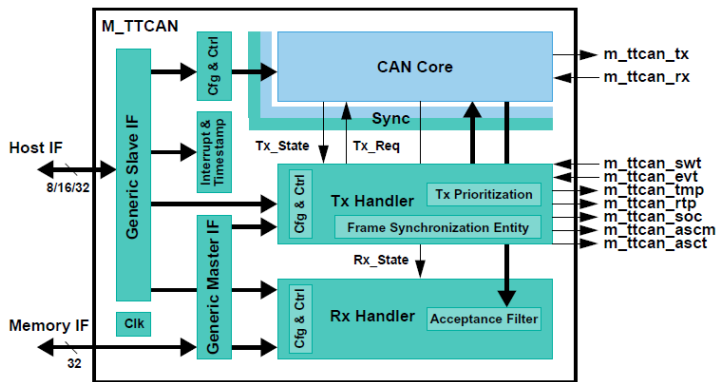 M_TTCAN
Cfg & Ctrl
CAN Core
m_ttcan_tx
m_ttcan_rx
Sync
Generic Slave IF
Interrupt &
Timestamp
Tx_State
Tx_Req
Host IF
8/16/32
Cfg & Ctrl
Tx Handler
Tx Prioritization
Frame Synchronization Entity
m_ttcan_swt
m_ttcan_evt
m_ttcan_tmp
m_ttcan_rtp
m_ttcan_soc
m_ttcan_ascm
m_ttcan_asct
Generic Master IF
Rx_State
Cfg & Ctrl
Rx Handler
Acceptance Filter
Clk
Memory IF
32